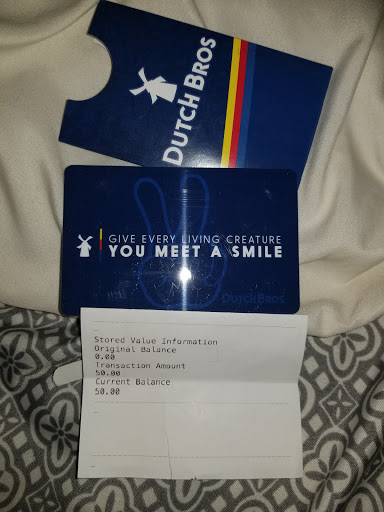 DUTCH BROS
GIVE EVERY LIVING CREATURE
YOU MEET A SMILE
DUTCH BROS
Stored Value Information
Original Balance
0.00
Transaction Amount
50.00
Current Balance
50.00